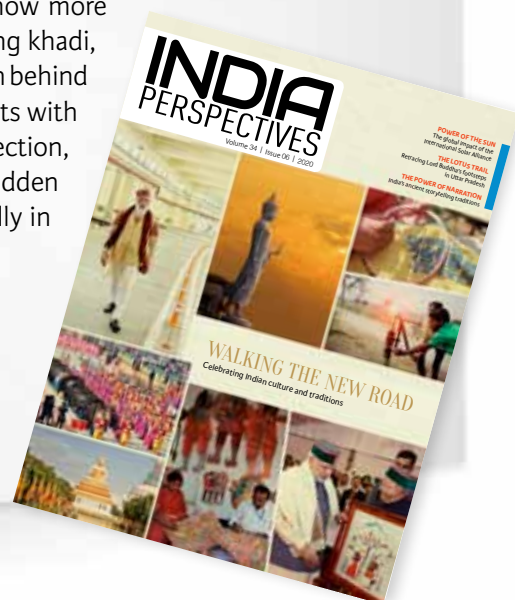 now more
ng khadi,
n behind
ts with
ection,
idden
lly in
INDIA
PERSPECTIVES
Volume 34 | Issue 06 | 2020
POWER OF THE SUN
The global impact of the
International Solar Alliance
THE LOTUS TRAIL
Retracing Lord Buddha's footsteps
in Uttar Pradesh
THE POWER OF NARRATION
India's ancient storytelling traditions
WALKING THE NEW ROAD
Celebrating Indian culture and traditions